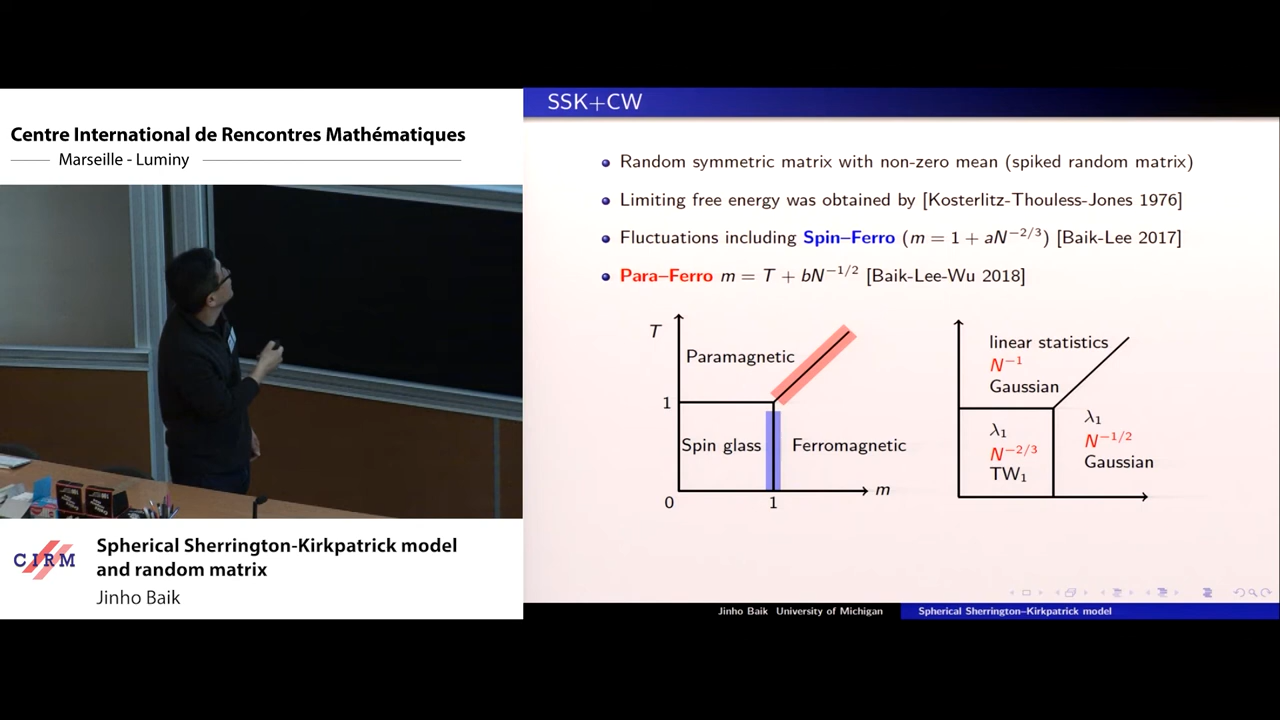 Centre International de Rencontres Mathématiques
Marseille - Luminy
SSK+CW
Random symmetric matrix with non-zero mean (spiked random matrix)
Limiting free energy was obtained by [Kosterlitz-Thouless-Jones 1976]
Fluctuations including Spin–Ferro (m = 1 + aN^{-2/3}) [Baik-Lee 2017]
Para–Ferro m = T + bN^{-1/2} [Baik-Lee-Wu 2018]
T
Paramagnetic
1
Spin glass
Ferromagnetic
0
1
m
linear statistics
N^{-1}
Gaussian
λ₁
N^{-2/3}
TW₁
λ₁
N^{-1/2}
Gaussian
CIRM
Spherical Sherrington-Kirkpatrick model
and random matrix
Jinho Baik
Jinho Baik University of Michigan
Spherical Sherrington–Kirkpatrick model